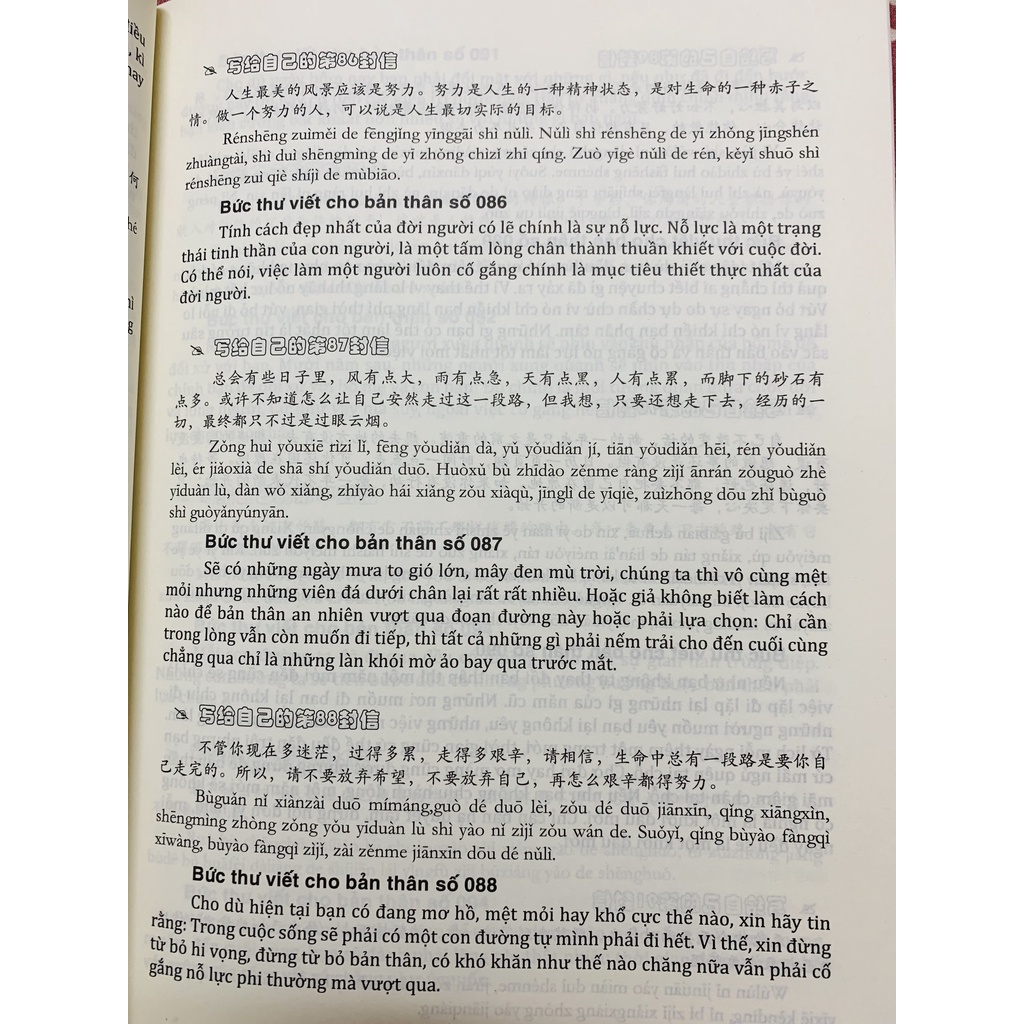 iều
, kì
nay
何
hé
nì
g
写给自己的第86封信
人生最美的风景应该是努力。努力是人生的一种精神状态，是对生命的一种赤子之
情。做一个努力的人，可以说是人生最切实际的目标。
Rénshēng zuìměi de fēngjǐng yīnggāi shì nǔlì. Nǔlì shì rénshēng de yī zhǒng jīngshén
zhuàngtài, shì duì shēngmìng de yī zhǒng chìzǐ zhī qíng. Zuò yīgè nǔlì de rén, kěyǐ shuō shì
rénshēng zuì qiè shíjì de mùbiāo.
Bức thư viết cho bản thân số 086
Tính cách đẹp nhất của đời người có lẽ chính là sự nỗ lực. Nỗ lực là một trạng
thái tinh thần của con người, là một tấm lòng chân thành thuần khiết với cuộc đời.
Có thể nói, việc làm một người luôn cố gắng chính là mục tiêu thiết thực nhất của
đời người.
写给自己的第87封信
总会有些日子里，风有点大，雨有点急，天有点黑，人有点累，而脚下的砂石有
点多。或许不知道怎么让自己安然走过这一段路，但我想，只要还想走下去，经历的一
切，最终都只不过是过眼云烟。
Zǒng huì yǒuxiē rìzi lǐ, fēng yǒudiǎn dà, yǔ yǒudiǎn jí, tiān yǒudiǎn hēi, rén yǒudiǎn
lèi, ér jiǎoxià de shā shí yǒudiǎn duō. Huòxǔ bù zhīdào zěnme ràng zìjǐ ānrán zǒuguò zhè
yīduàn lù, dàn wǒ xiǎng, zhǐyào hái xiǎng zǒu xiàqù, jīnglì de yīqiè, zuìzhōng dōu zhǐ bùguò
shì guòyǎnyúnyān.
Bức thư viết cho bản thân số 087
Sẽ có những ngày mưa to gió lớn, mây đen mù trời, chúng ta thì vô cùng mệt
mỏi nhưng những viên đá dưới chân lại rất rất nhiều. Hoặc giả không biết làm cách
nào để bản thân an nhiên vượt qua đoạn đường này hoặc phải lựa chọn: Chỉ cần
trong lòng vẫn còn muốn đi tiếp, thì tất cả những gì phải nếm trải cho đến cuối cùng
chẳng qua chỉ là những làn khói mờ ảo bay qua trước mắt.
写给自己的第88封信
不管你现在多迷茫，过得多累，走得多艰辛，请相信，生命中总有一段路是要你自
己走完的。所以，请不要放弃希望，不要放弃自己，再怎么艰辛都得努力。
Bùguǎn nǐ xiànzài duō mímáng,guò dé duō lèi, zǒu dé duō jiānxīn, qǐng xiāngxìn,
shēngmìng zhòng zǒng yǒu yīduàn lù shì yào nǐ zìjǐ zǒu wán de. Suǒyǐ, qǐng bùyào fàngqì
xīwàng, bùyào fàngqì zìjǐ, zài zěnme jiānxīn dōu dé nǔlì.
Bức thư viết cho bản thân số 088
Cho dù hiện tại bạn có đang mơ hồ, mệt mỏi hay khổ cực thế nào, xin hãy tin
rằng: Trong cuộc sống sẽ phải có một con đường tự mình phải đi hết. Vì thế, xin đừng
từ bỏ hi vọng, đừng từ bỏ bản thân, có khó khăn như thế nào chăng nữa vẫn phải cố
gắng nỗ lực phi thường mà vượt qua.